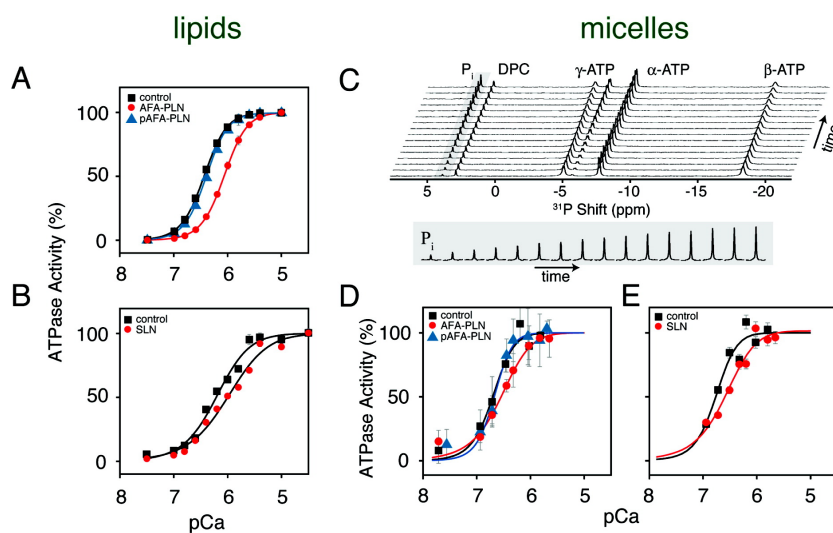 lipids
micelles
A
control
AFA-PLN
pAFA-PLN
100
50
0
8 7 6 5
B
control
SLN
100
50
0
8 7 6 5
ATPase Activity (%)
pCa
C
Pi DPC γ-ATP α-ATP β-ATP
time
5 0 -5 -10 -15 -20
³¹P Shift (ppm)
Pi
time
D
control
AFA-PLN
pAFA-PLN
100
50
0
8 7 6 5
ATPase Activity (%)
E
control
SLN
8 7 6 5
pCa